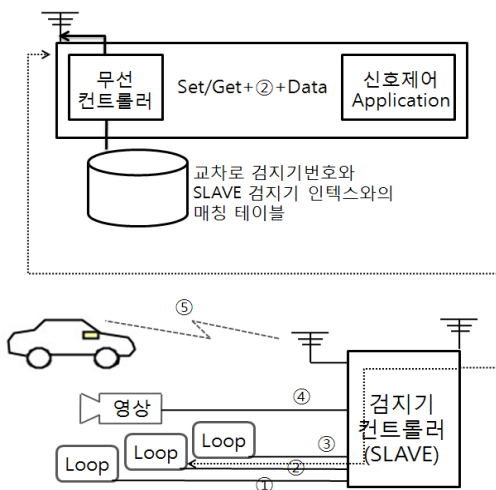 무선
컨트롤러
Set/Get+②+Data
신호제어
Application
교차로 검지기번호와
SLAVE 검지기 인텍스와의
매칭 테이블
⑤
영상
④
검지기
컨트롤러
(SLAVE)
Loop
③
Loop
②
Loop
①